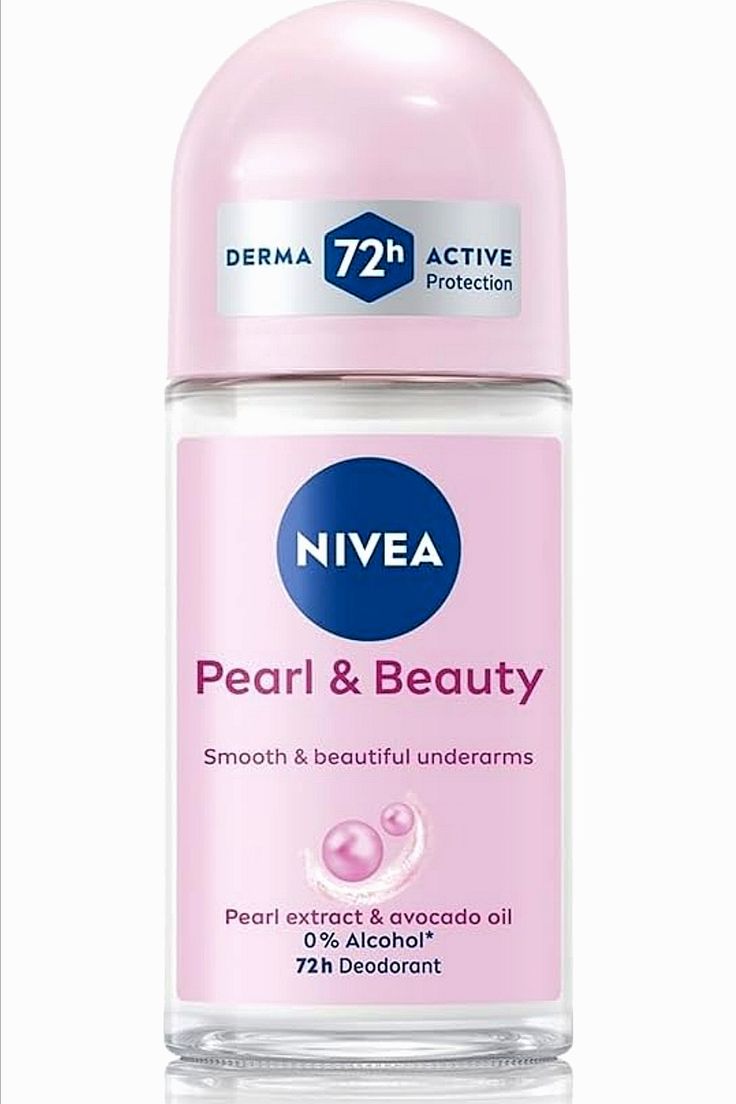 DERMA 72h ACTIVE
Protection
NIVEA
Pearl & Beauty
Smooth & beautiful underarms
Pearl extract & avocado oil
0% Alcohol*
72h Deodorant